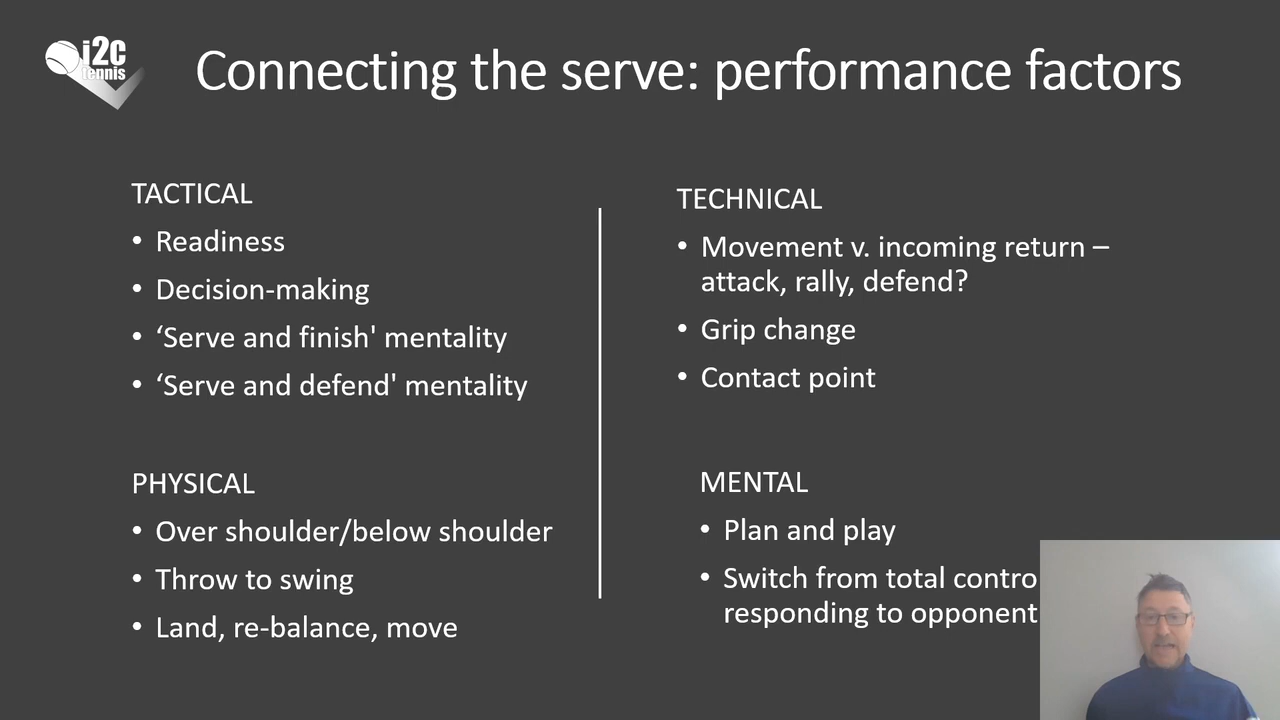 i2c
tennis
Connecting the serve: performance factors
TACTICAL
• Readiness
• Decision-making
• ‘Serve and finish' mentality
• ‘Serve and defend' mentality
PHYSICAL
• Over shoulder/below shoulder
• Throw to swing
• Land, re-balance, move
TECHNICAL
• Movement v. incoming return –
attack, rally, defend?
• Grip change
• Contact point
MENTAL
• Plan and play
• Switch from total contro
responding to opponent